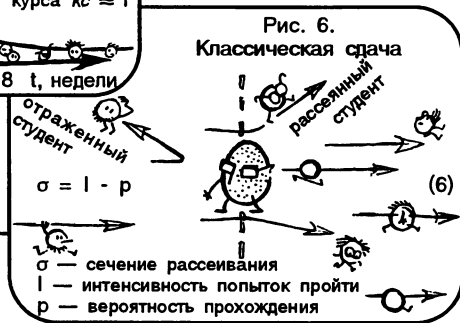 курса kc ≈ 1
8 t, недели
Рис. 6.
Классическая сдача
отраженный
студент
рассеянный
студент
σ = I - p
(6)
σ — сечение рассеивания
I — интенсивность попыток пройти
p — вероятность прохождения